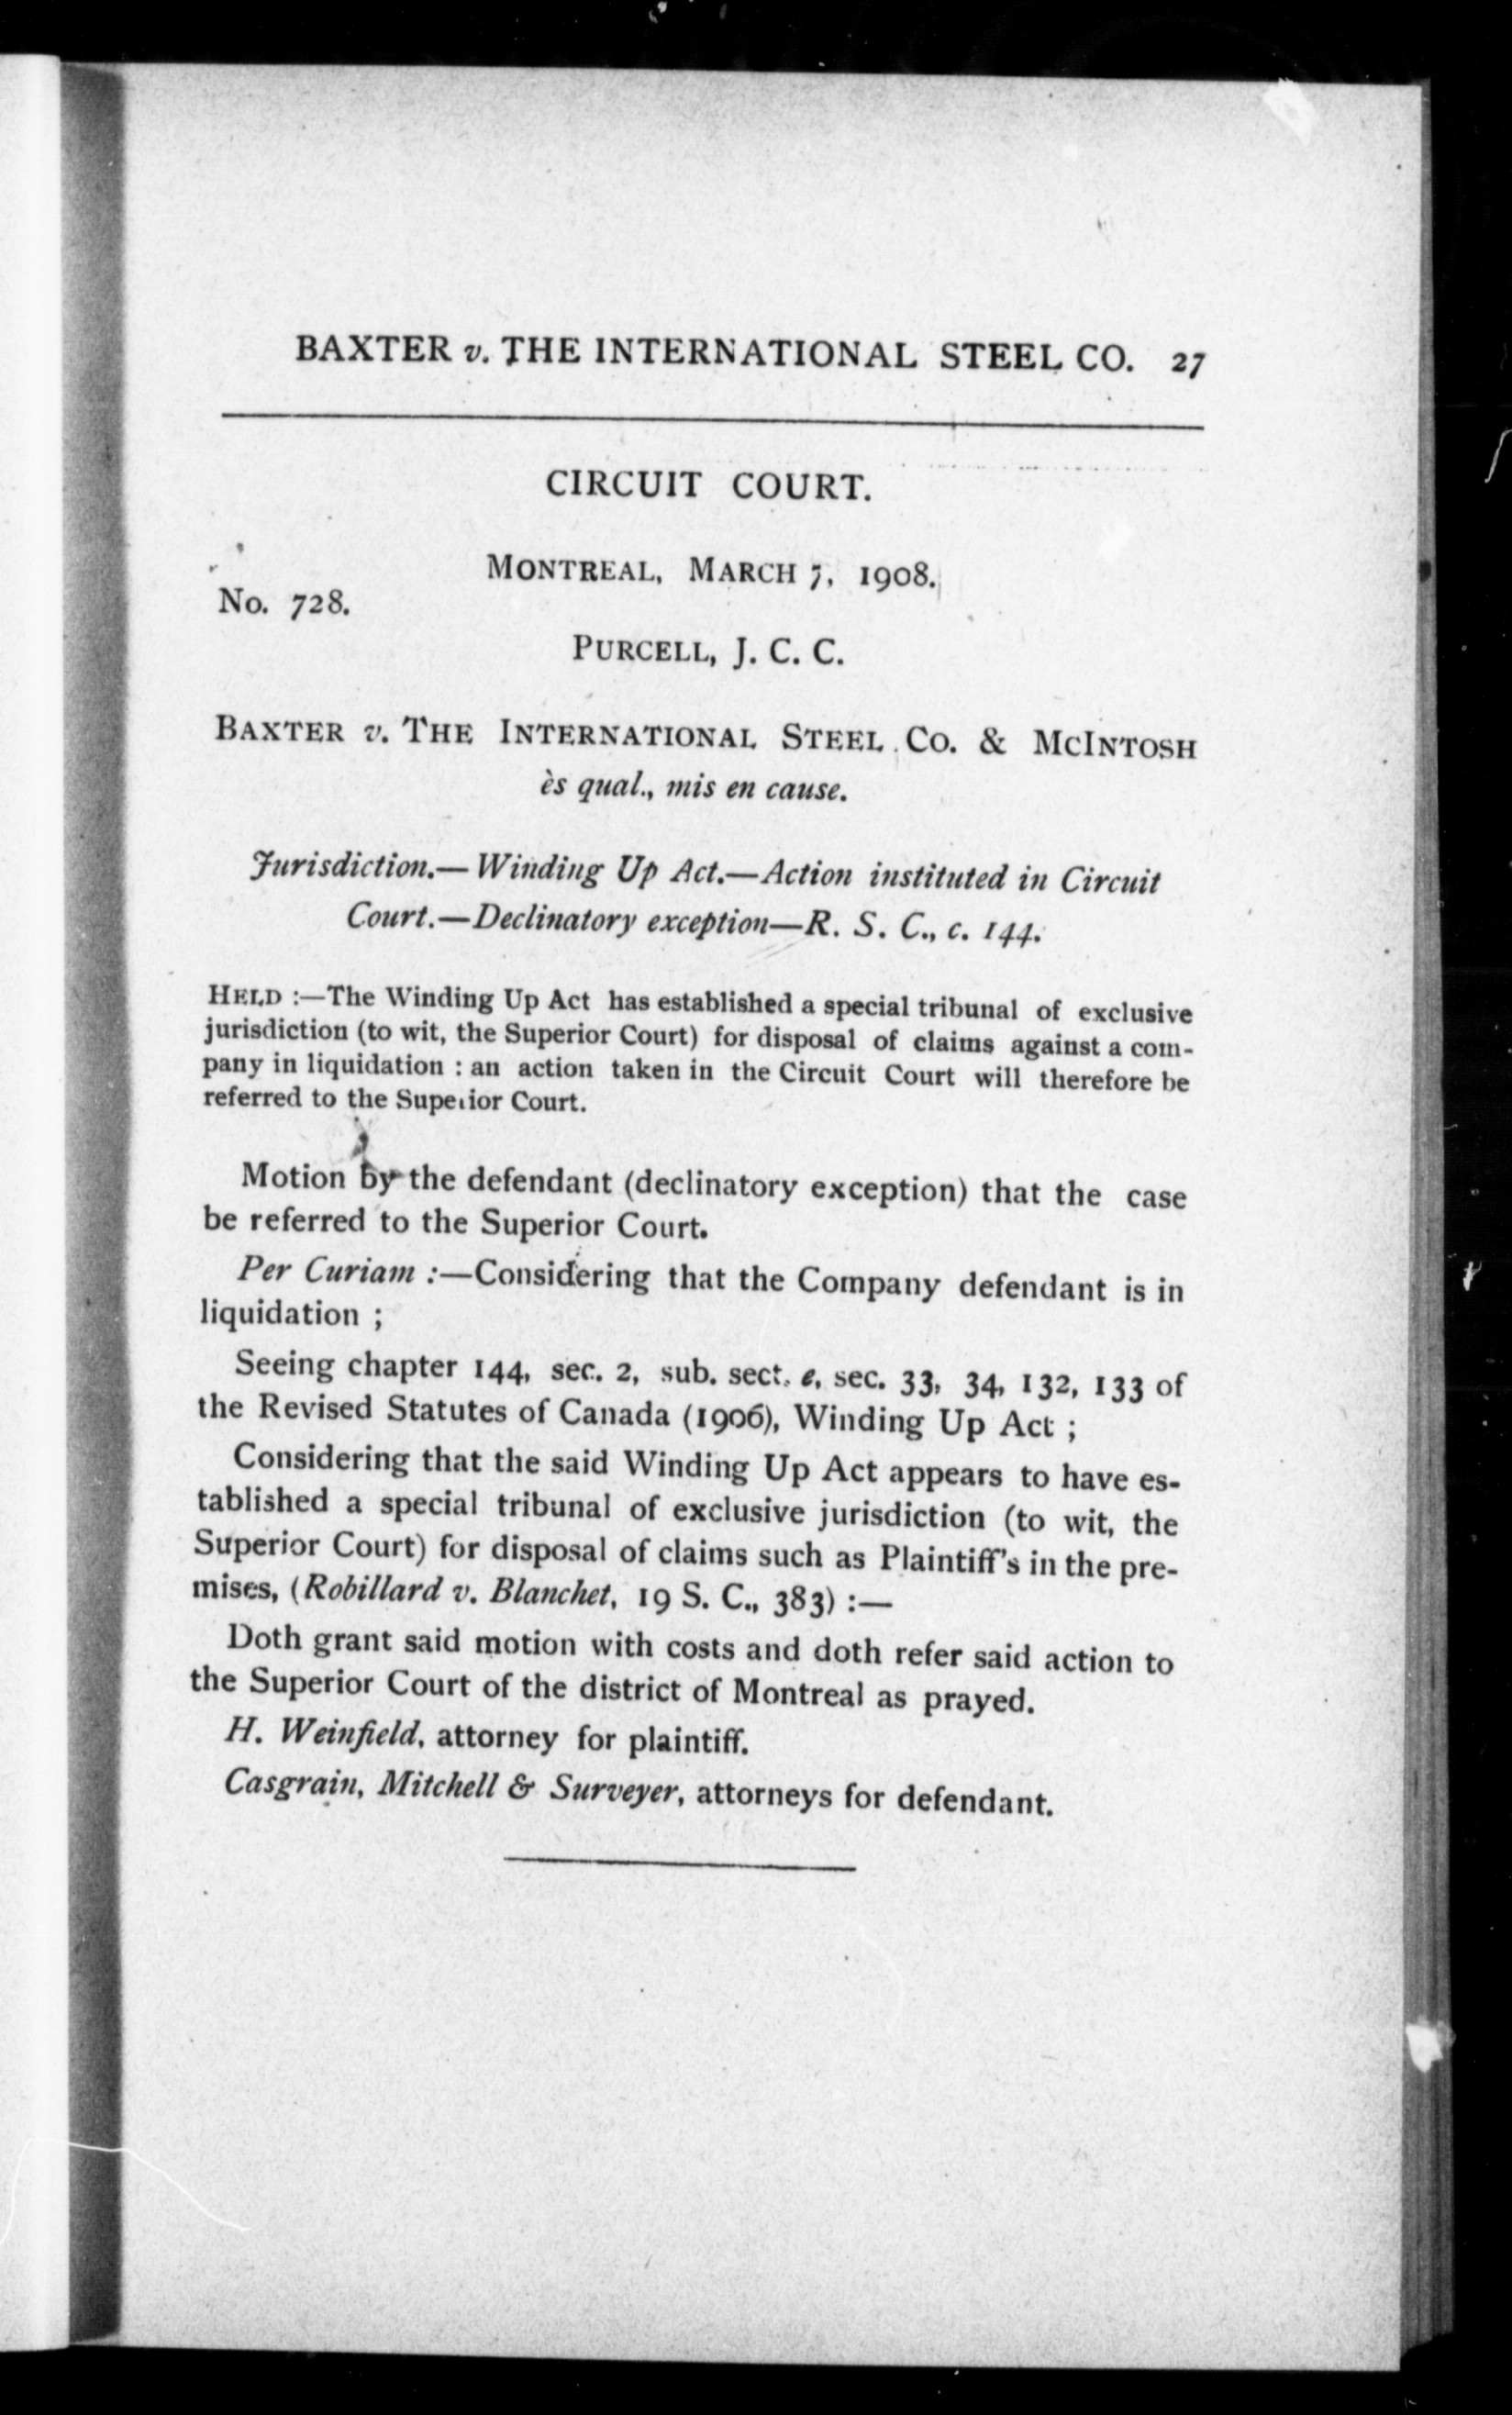 BAXTER v. THE INTERNATIONAL STEEL CO. 27
CIRCUIT COURT.
MONTREAL, MARCH 7, 1908.
No. 728.
PURCELL, J. C. C.
BAXTER v. THE INTERNATIONAL STEEL CO. & MCINTOSH
ès qual., mis en cause.
Jurisdiction.—Winding Up Act.—Action instituted in Circuit
Court.—Declinatory exception—R. S. C., c. 144.
HELD :—The Winding Up Act has established a special tribunal of exclusive
jurisdiction (to wit, the Superior Court) for disposal of claims against a com-
pany in liquidation : an action taken in the Circuit Court will therefore be
referred to the Superior Court.
Motion by the defendant (declinatory exception) that the case
be referred to the Superior Court.
Per Curiam :—Considering that the Company defendant is in
liquidation ;
Seeing chapter 144, sec. 2, sub. sect. e, sec. 33, 34, 132, 133 of
the Revised Statutes of Canada (1906), Winding Up Act ;
Considering that the said Winding Up Act appears to have es-
tablished a special tribunal of exclusive jurisdiction (to wit, the
Superior Court) for disposal of claims such as Plaintiff's in the pre-
mises, (Robillard v. Blanchet, 19 S. C., 383) :—
Doth grant said motion with costs and doth refer said action to
the Superior Court of the district of Montreal as prayed.
H. Weinfield, attorney for plaintiff.
Casgrain, Mitchell & Surveyer, attorneys for defendant.